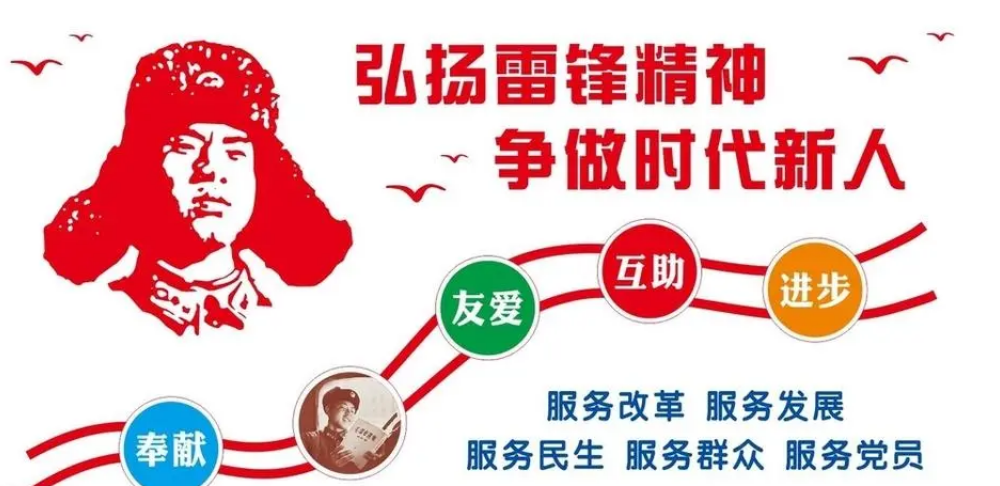 弘扬雷锋精神
争做时代新人
奉献
友爱
互助
进步
服务改革 服务发展
服务民生 服务群众 服务党员